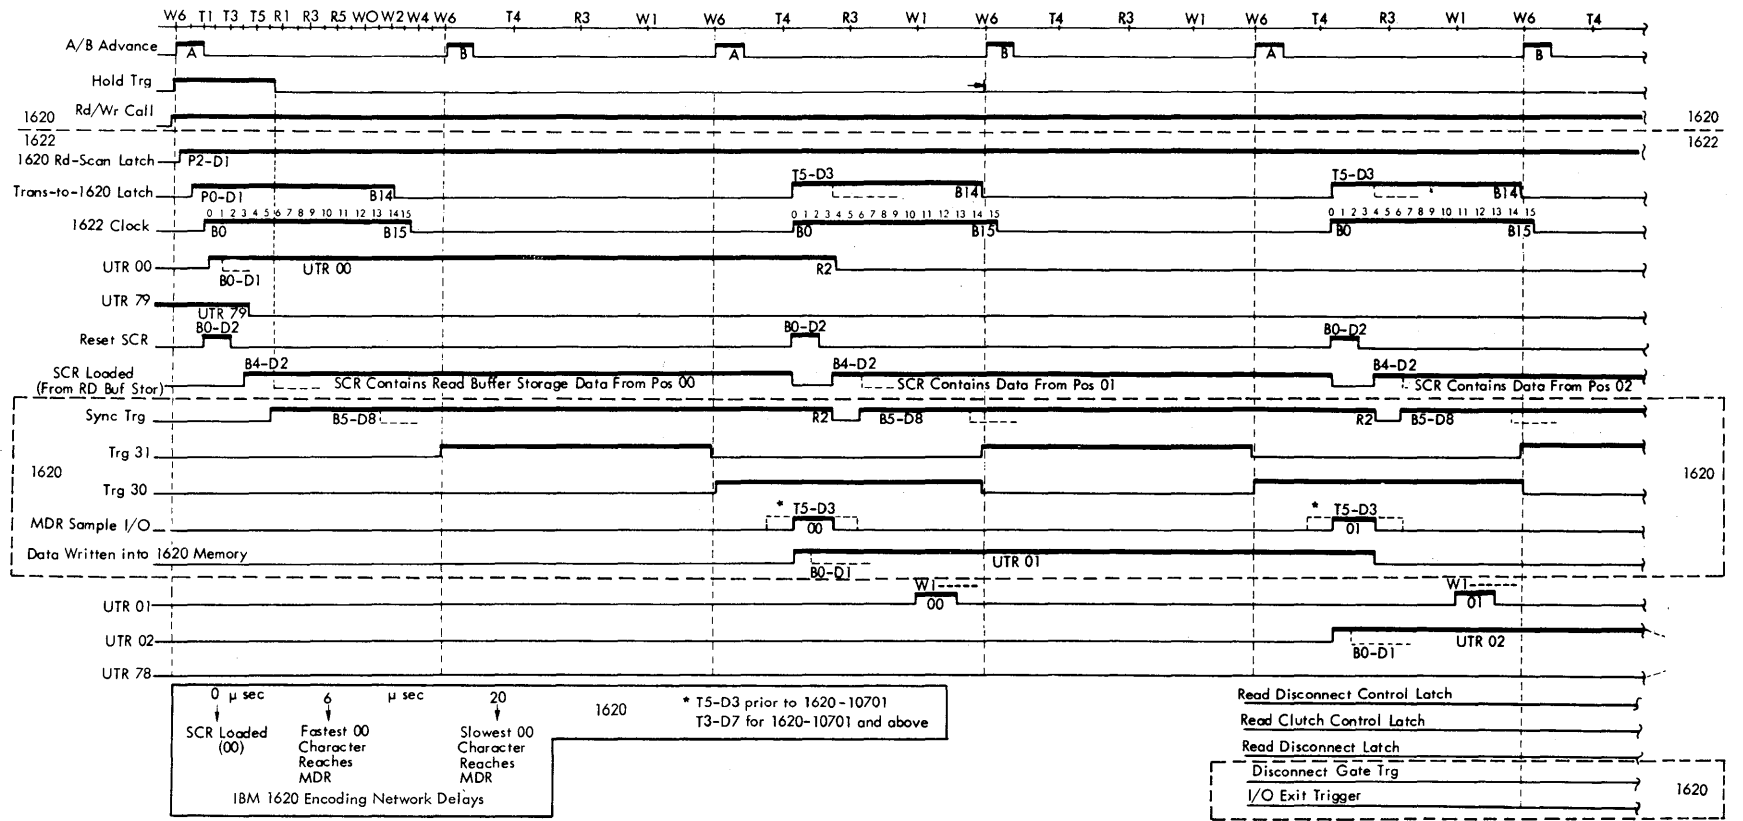 W6 T1 T3 T5 R1 R3 R5 WO W2 W4 W6 T4 R3 W1 W6 T4 R3 W1 W6 T4 R3 W1 W6 T4 R3 W1 W6 T4
A/B Advance A B A B A B
Hold Trg
Rd/Wr Call
1620 1620
1622 1622
1620 Rd-Scan Latch P2-D1
T5-D3 T5-D3
Trans-to-1620 Latch P0-D1 B14 B14 B14
0 1 2 3 4 5 6 7 8 9 10 11 12 13 14 15 0 1 2 3 4 5 6 7 8 9 10 11 12 13 14 15 0 1 2 3 4 5 6 7 8 9 10 11 12 13 14 15
1622 Clock B0 B15 B0 B15 B0 B15
UTR 00 UTR 00 R2
B0-D1
UTR 79 UTR 79
B0-D2 B0-D2 B0-D2
Reset SCR
B4-D2 B4-D2 B4-D2
SCR Loaded
(From RD Buf Stor) SCR Contains Read Buffer Storage Data From Pos 00 SCR Contains Data From Pos 01 SCR Contains Data From Pos 02
Sync Trg B5-D8 R2 B5-D8 R2 B5-D8
Trg 31
1620 1620
Trg 30
* T5-D3 * T5-D3
MDR Sample I/O 00 01
Data Written into 1620 Memory UTR 01
B0-D1
W1 W1
UTR 01 00 01
UTR 02 UTR 02
B0-D1
UTR 78
0 μ sec 6 μ sec 20
SCR Loaded
(00)
Fastest 00
Character
Reaches
MDR
Slowest 00
Character
Reaches
MDR
IBM 1620 Encoding Network Delays
1620
* T5-D3 prior to 1620-10701
T3-D7 for 1620-10701 and above
Read Disconnect Control Latch
Read Clutch Control Latch
Read Disconnect Latch
Disconnect Gate Trg
I/O Exit Trigger
1620